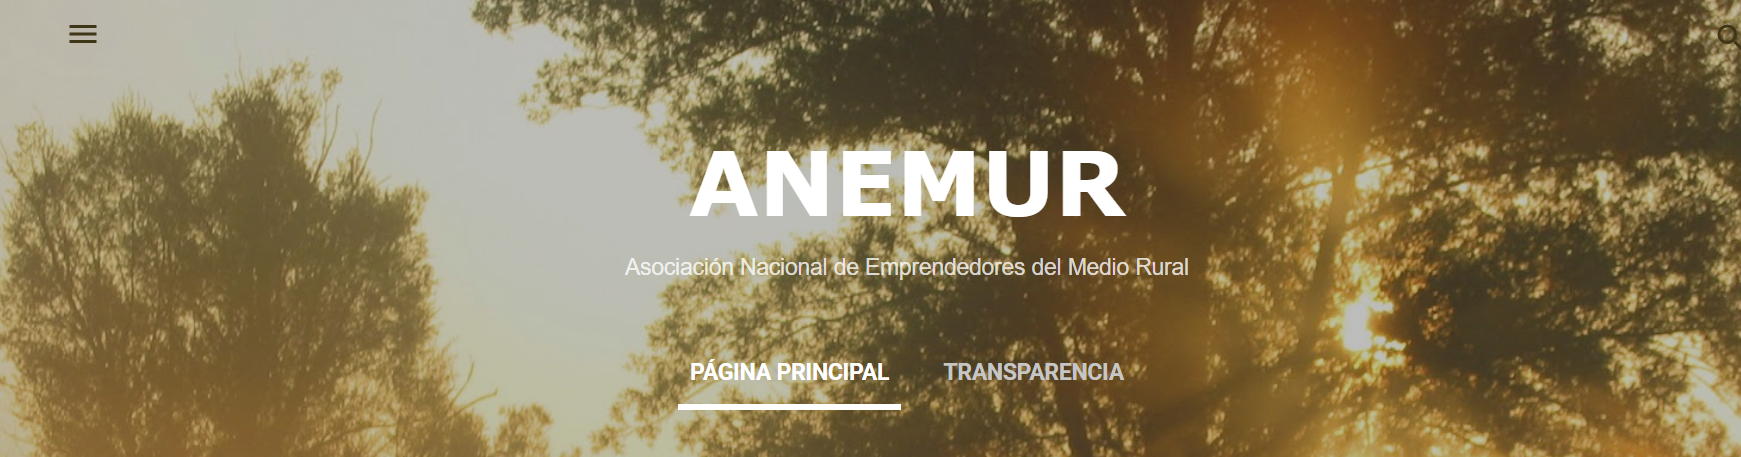 ANEMUR
Asociación Nacional de Emprendedores del Medio Rural
PÁGINA PRINCIPAL
TRANSPARENCIA